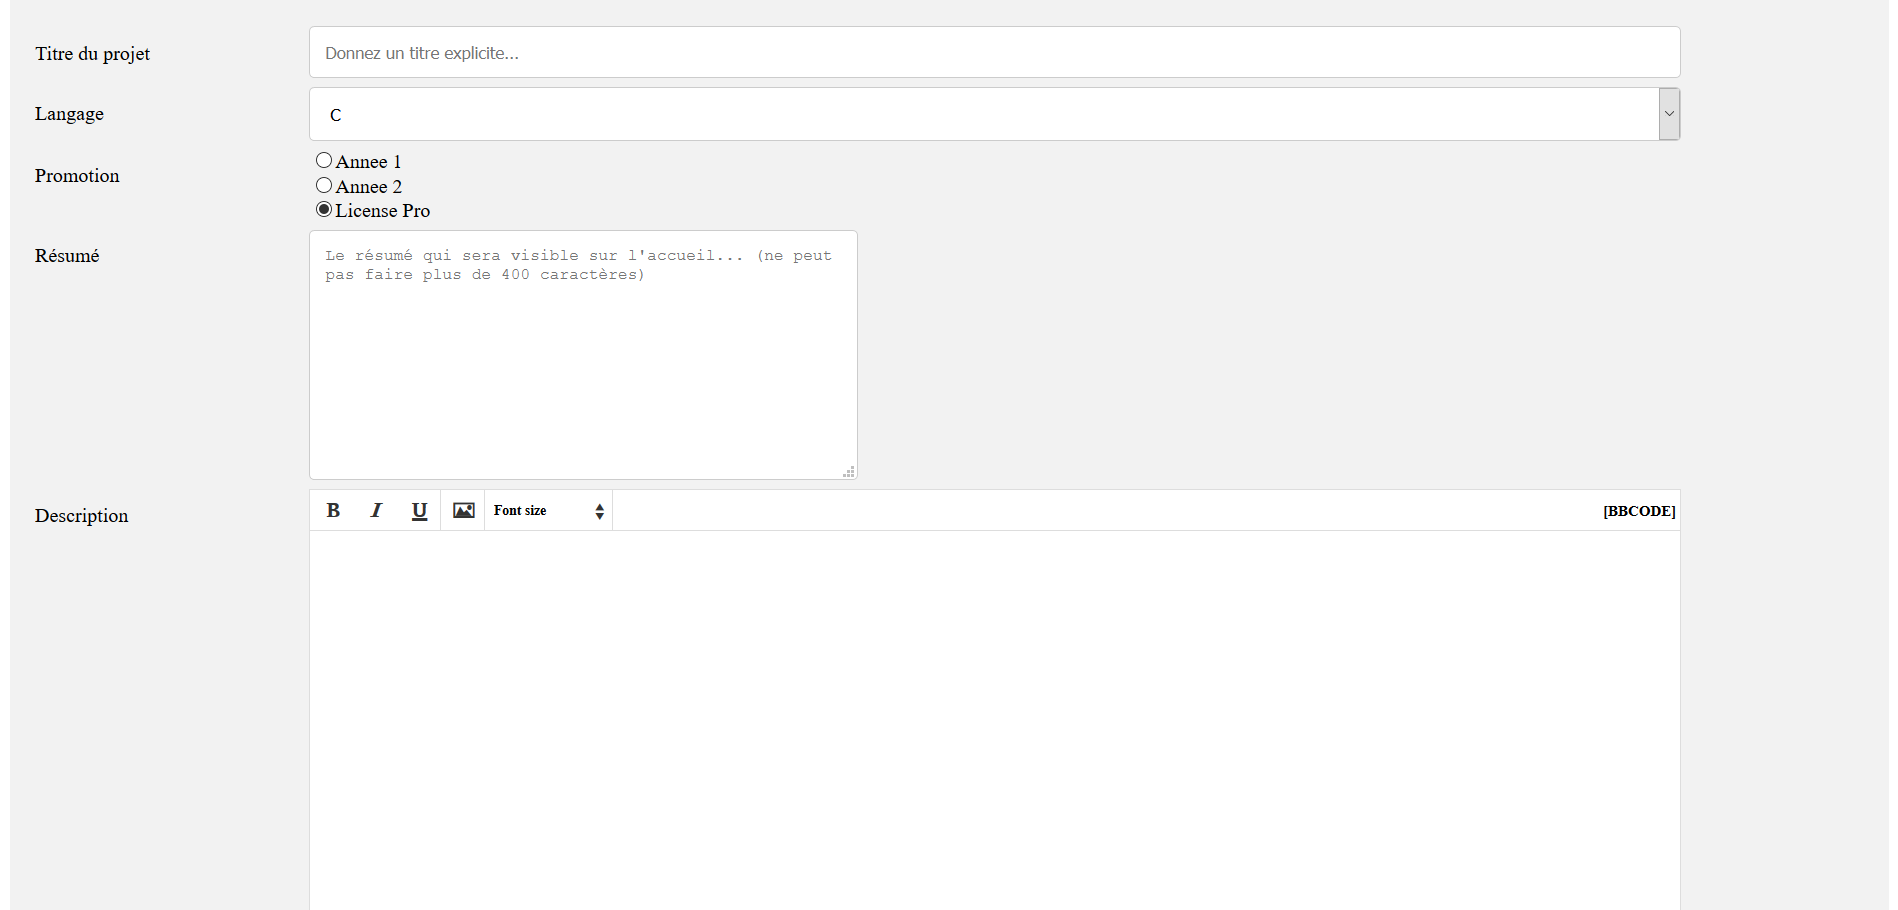 Titre du projet
Donnez un titre explicite...
Langage
C
Promotion
Annee 1
Annee 2
License Pro
Résumé
Le résumé qui sera visible sur l'accueil... (ne peut
pas faire plus de 400 caractères)
Description
B I U Font size [BBCODE]